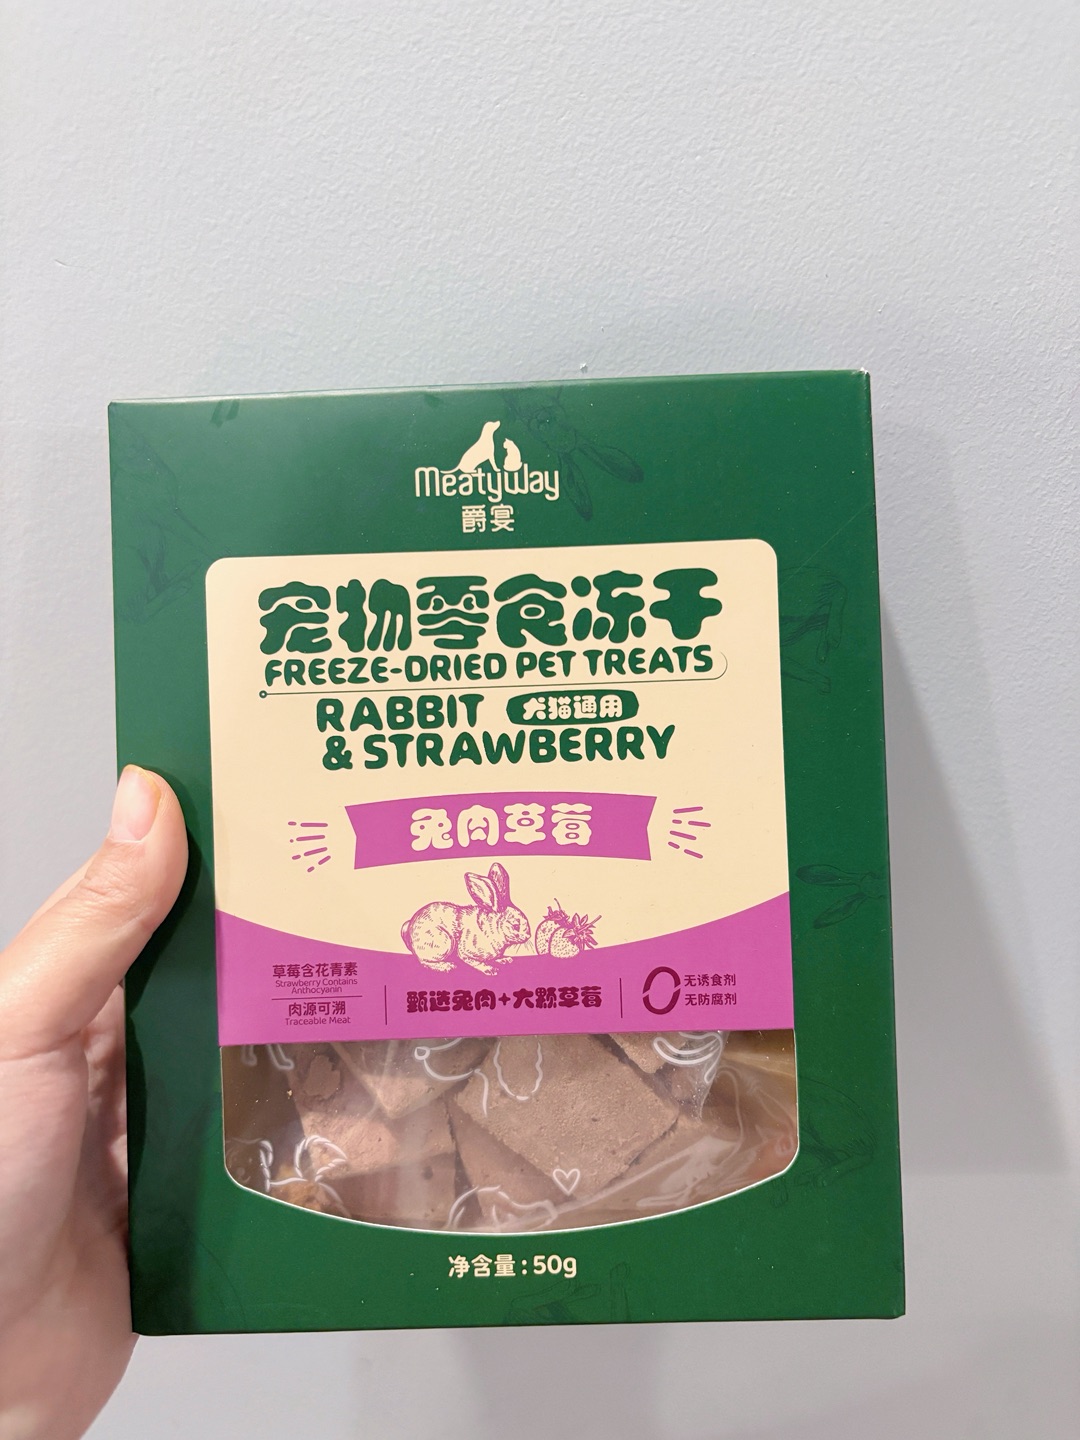 MeatyWay
爵宴
宠物零食冻干
FREEZE-DRIED PET TREATS
RABBIT 犬猫通用
& STRAWBERRY
兔肉草莓
草莓含花青素
Strawberry Contains
Anthocyanin
肉源可溯
Traceable Meat
甄选兔肉+大颗草莓
0 无诱食剂
无防腐剂
净含量:50g